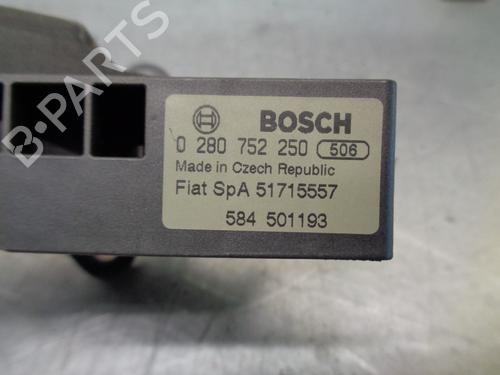 B-PARTS
BOSCH
0 280 752 250 506
Made in Czech Republic
Fiat SpA 51715557
584 501193